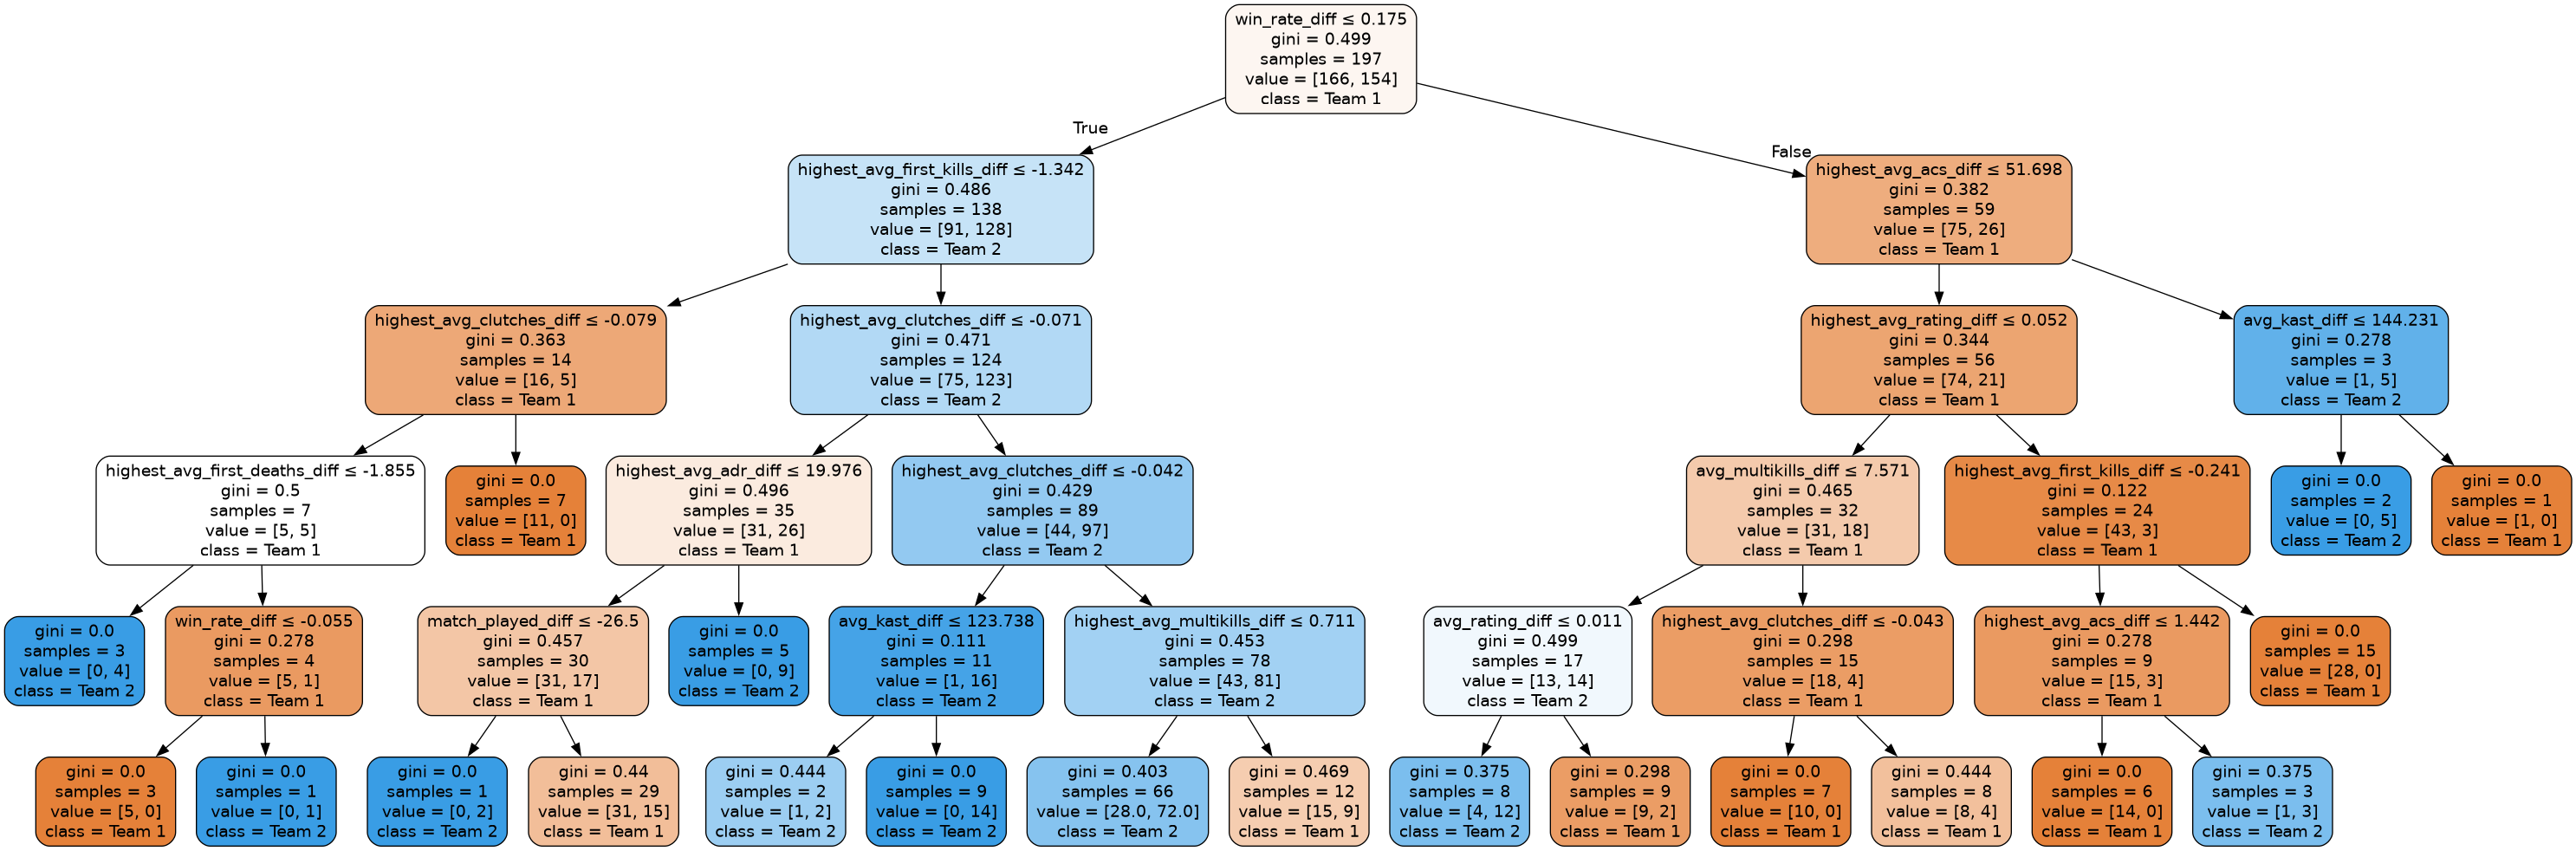 win_rate_diff ≤ 0.175
gini = 0.499
samples = 197
value = [166, 154]
class = Team 1
True
False
highest_avg_first_kills_diff ≤ -1.342
gini = 0.486
samples = 138
value = [91, 128]
class = Team 2
highest_avg_acs_diff ≤ 51.698
gini = 0.382
samples = 59
value = [75, 26]
class = Team 1
highest_avg_clutches_diff ≤ -0.079
gini = 0.363
samples = 14
value = [16, 5]
class = Team 1
highest_avg_clutches_diff ≤ -0.071
gini = 0.471
samples = 124
value = [75, 123]
class = Team 2
highest_avg_rating_diff ≤ 0.052
gini = 0.344
samples = 56
value = [74, 21]
class = Team 1
avg_kast_diff ≤ 144.231
gini = 0.278
samples = 3
value = [1, 5]
class = Team 2
highest_avg_first_deaths_diff ≤ -1.855
gini = 0.5
samples = 7
value = [5, 5]
class = Team 1
gini = 0.0
samples = 7
value = [11, 0]
class = Team 1
highest_avg_adr_diff ≤ 19.976
gini = 0.496
samples = 35
value = [31, 26]
class = Team 1
highest_avg_clutches_diff ≤ -0.042
gini = 0.429
samples = 89
value = [44, 97]
class = Team 2
avg_multikills_diff ≤ 7.571
gini = 0.465
samples = 32
value = [31, 18]
class = Team 1
highest_avg_first_kills_diff ≤ -0.241
gini = 0.122
samples = 24
value = [43, 3]
class = Team 1
gini = 0.0
samples = 2
value = [0, 5]
class = Team 2
gini = 0.0
samples = 1
value = [1, 0]
class = Team 1
gini = 0.0
samples = 3
value = [0, 4]
class = Team 2
win_rate_diff ≤ -0.055
gini = 0.278
samples = 4
value = [5, 1]
class = Team 1
match_played_diff ≤ -26.5
gini = 0.457
samples = 30
value = [31, 17]
class = Team 1
gini = 0.0
samples = 5
value = [0, 9]
class = Team 2
avg_kast_diff ≤ 123.738
gini = 0.111
samples = 11
value = [1, 16]
class = Team 2
highest_avg_multikills_diff ≤ 0.711
gini = 0.453
samples = 78
value = [43, 81]
class = Team 2
avg_rating_diff ≤ 0.011
gini = 0.499
samples = 17
value = [13, 14]
class = Team 2
highest_avg_clutches_diff ≤ -0.043
gini = 0.298
samples = 15
value = [18, 4]
class = Team 1
highest_avg_acs_diff ≤ 1.442
gini = 0.278
samples = 9
value = [15, 3]
class = Team 1
gini = 0.0
samples = 15
value = [28, 0]
class = Team 1
gini = 0.0
samples = 3
value = [5, 0]
class = Team 1
gini = 0.0
samples = 1
value = [0, 1]
class = Team 2
gini = 0.0
samples = 1
value = [0, 2]
class = Team 2
gini = 0.44
samples = 29
value = [31, 15]
class = Team 1
gini = 0.444
samples = 2
value = [1, 2]
class = Team 2
gini = 0.0
samples = 9
value = [0, 14]
class = Team 2
gini = 0.403
samples = 66
value = [28.0, 72.0]
class = Team 2
gini = 0.469
samples = 12
value = [15, 9]
class = Team 1
gini = 0.375
samples = 8
value = [4, 12]
class = Team 2
gini = 0.298
samples = 9
value = [9, 2]
class = Team 1
gini = 0.0
samples = 7
value = [10, 0]
class = Team 1
gini = 0.444
samples = 8
value = [8, 4]
class = Team 1
gini = 0.0
samples = 6
value = [14, 0]
class = Team 1
gini = 0.375
samples = 3
value = [1, 3]
class = Team 2